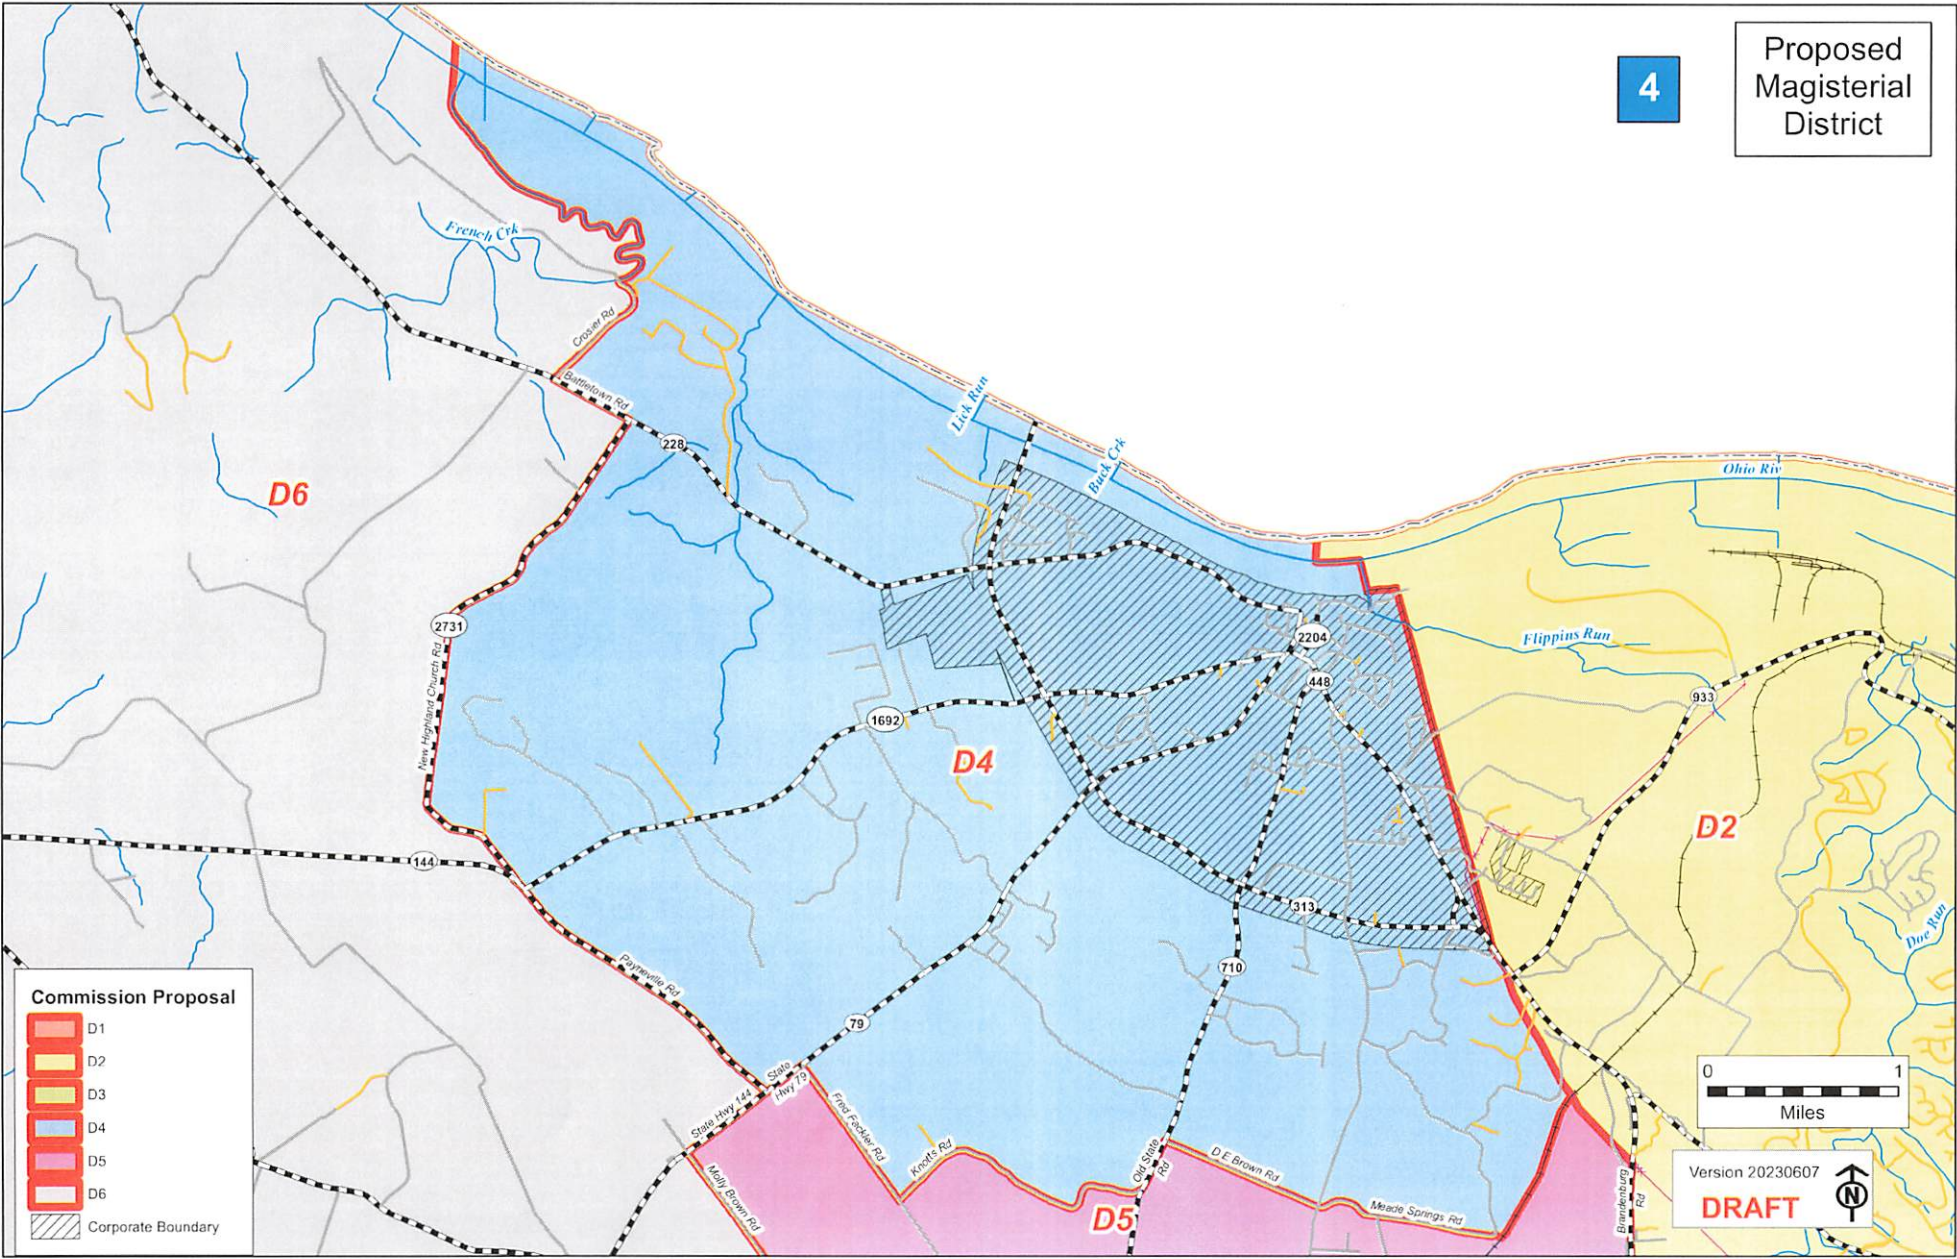 4
Proposed
Magisterial
District
French Crk
Crosier Rd
Battletown Rd
228
Lick Run
Buck Crk
Ohio Riv
D6
2731
New Highland Church Rd
2204
Flippins Run
448
933
1692
D4
D2
144
313
Doe Run
710
Payneville Rd
79
State
Hwy 79
State Hwy 144
Fred Fackler Rd
Knotts Rd
Molly Brown Rd
Old State
Rd
D E Brown Rd
D5
Meade Springs Rd
Brandenburg
Rd
Commission Proposal
D1
D2
D3
D4
D5
D6
Corporate Boundary
0 1
Miles
Version 20230607
DRAFT
N